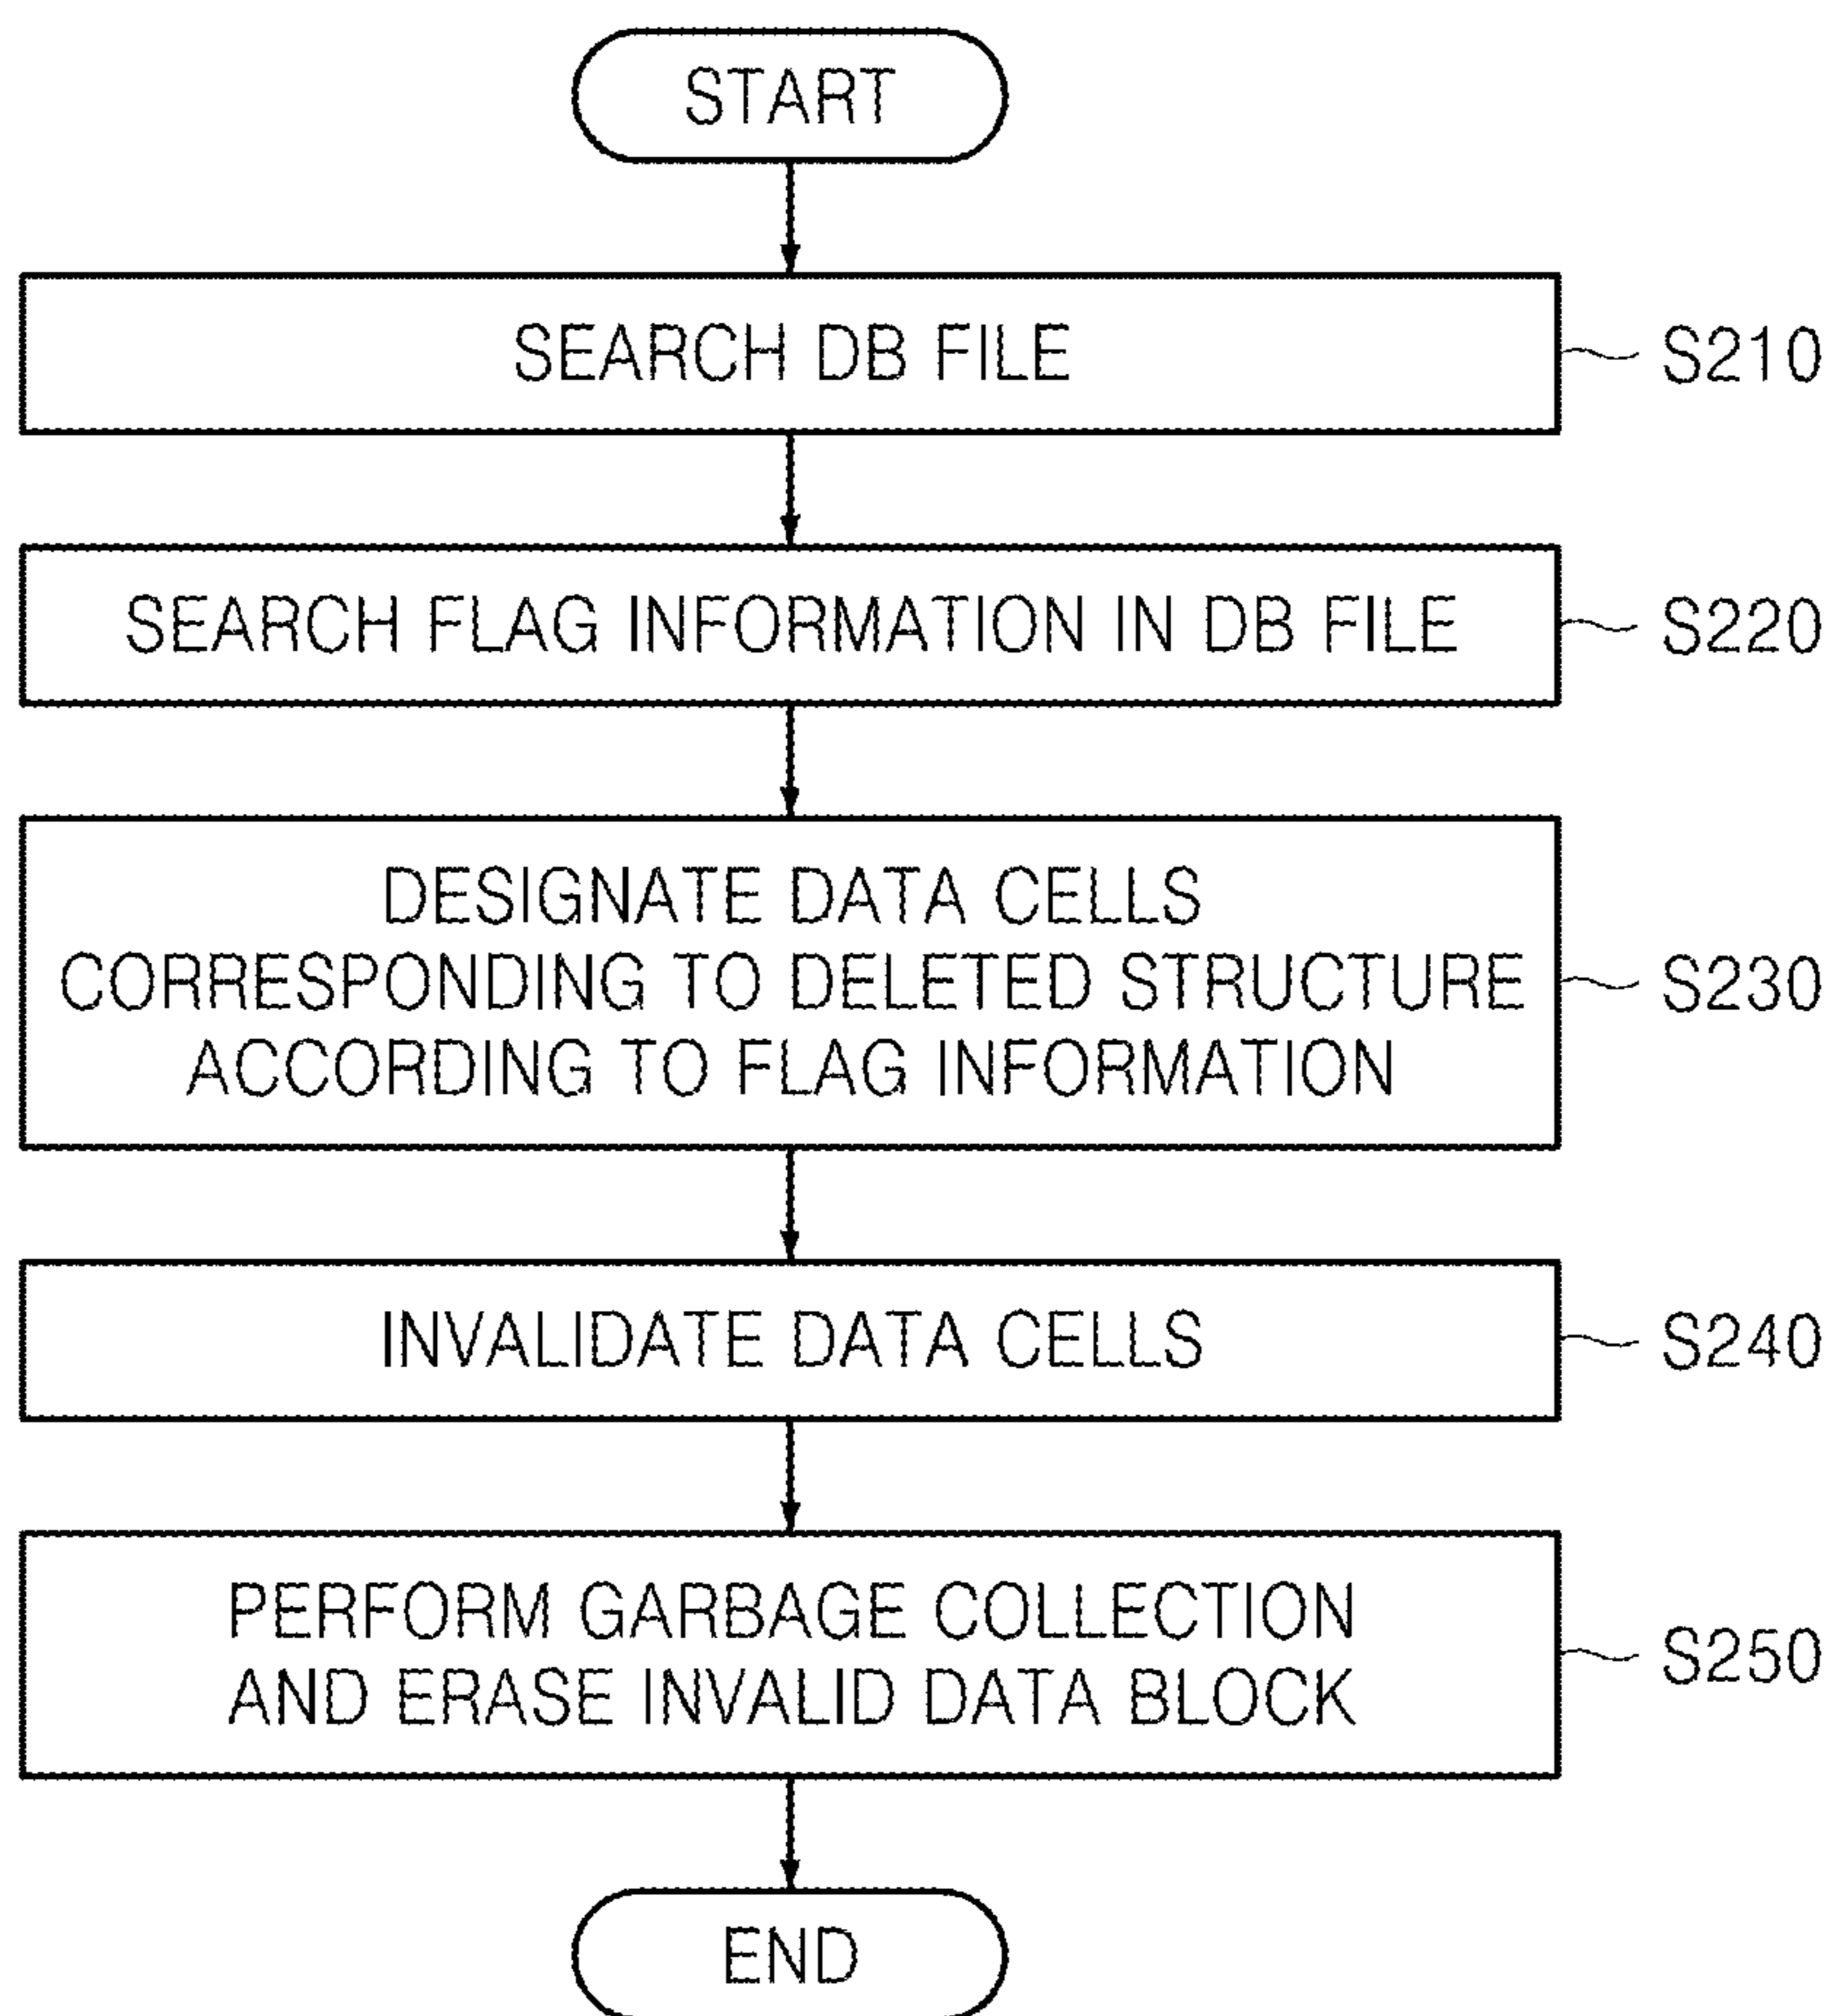 START
SEARCH DB FILE
S210
SEARCH FLAG INFORMATION IN DB FILE
S220
DESIGNATE DATA CELLS
CORRESPONDING TO DELETED STRUCTURE
ACCORDING TO FLAG INFORMATION
S230
INVALIDATE DATA CELLS
S240
PERFORM GARBAGE COLLECTION
AND ERASE INVALID DATA BLOCK
S250
END